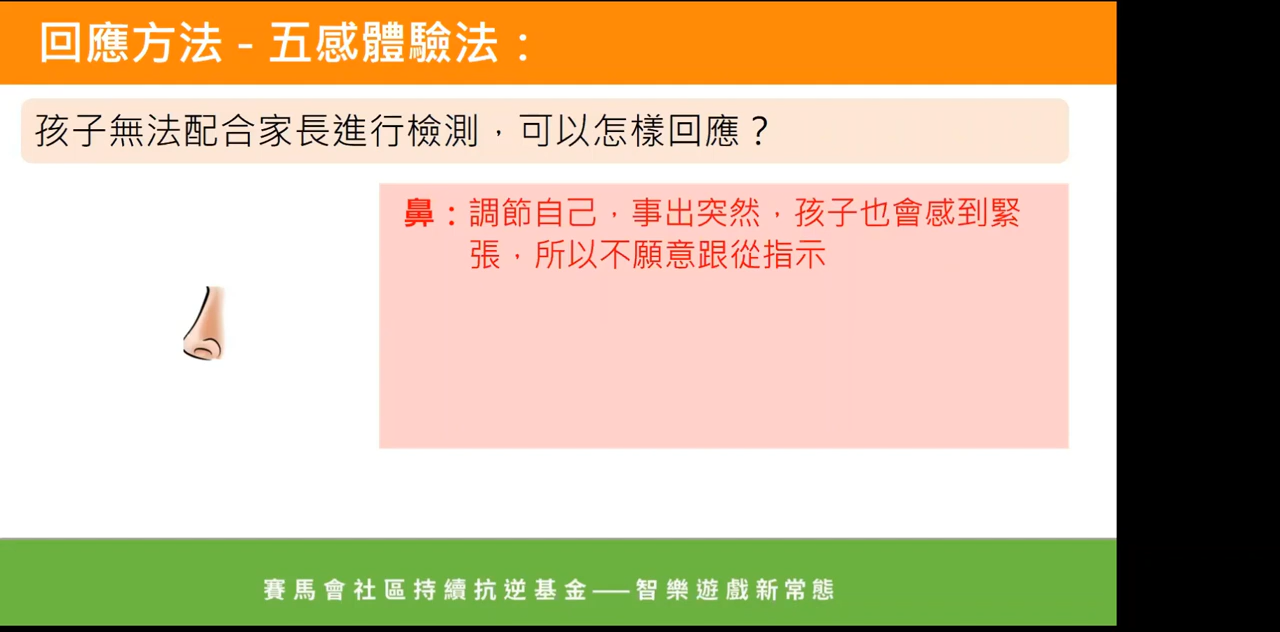 回應方法 - 五感體驗法：
孩子無法配合家長進行檢測，可以怎樣回應？
鼻：調節自己，事出突然，孩子也會感到緊
張，所以不願意跟從指示
賽馬會社區持續抗逆基金——智樂遊戲新常態